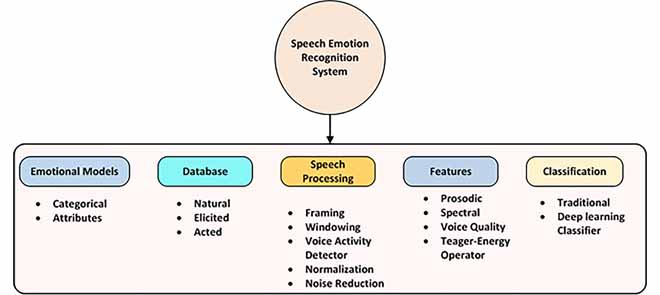 Speech Emotion
Recognition
System
Emotional Models
• Categorical
• Attributes
Database
• Natural
• Elicited
• Acted
Speech
Processing
• Framing
• Windowing
• Voice Activity
Detector
• Normalization
• Noise Reduction
Features
• Prosodic
• Spectral
• Voice Quality
• Teager-Energy
Operator
Classification
• Traditional
• Deep learning
Classifier